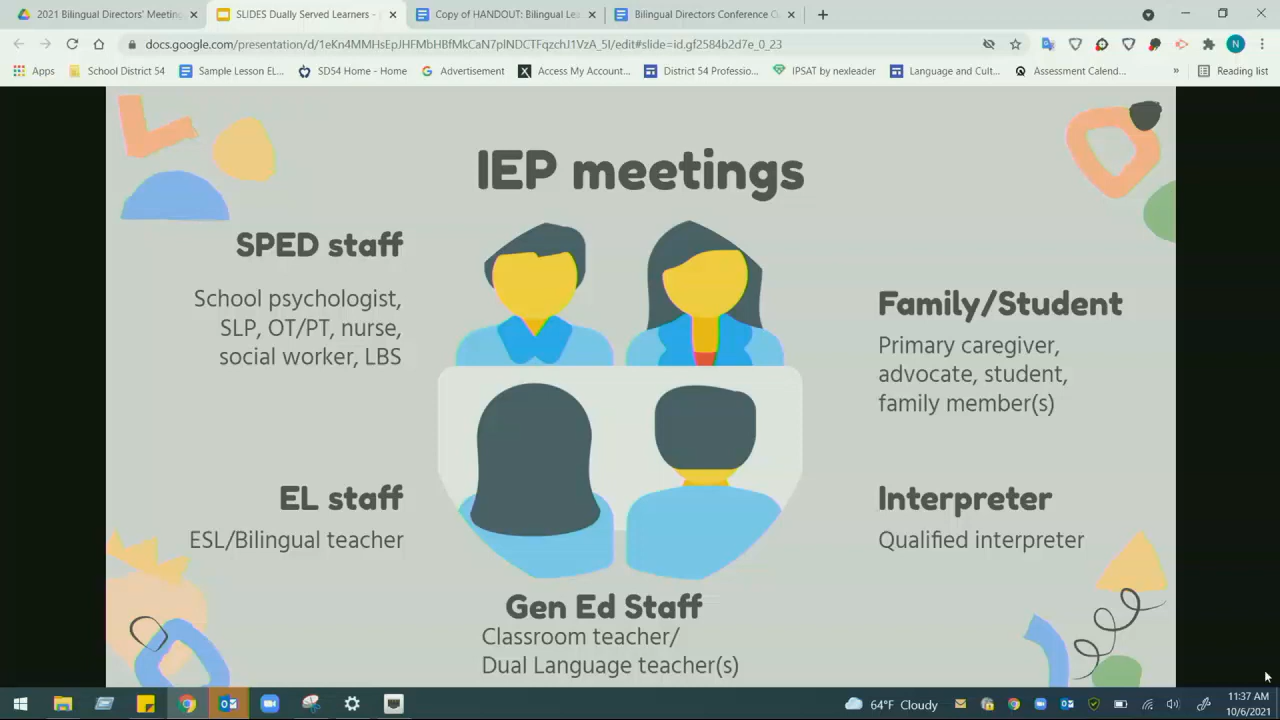 2021 Bilingual Directors' Meeting
SLIDES Dually Served Learners -
Copy of HANDOUT: Bilingual Lea
Bilingual Directors Conference O
docs.google.com/presentation/d/1eKn4MMHsEpJHFMbHBfMkCaN7plNDCTFqzchJ1VzA_5I/edit#slide=id.gf2584b2d7e_0_23
N
Apps
School District 54
Sample Lesson EL...
SD54 Home - Home
Advertisement
Access My Account...
District 54 Professio...
IPSAT by nexleader
Language and Cult...
Assessment Calend...
»
Reading list
IEP meetings
SPED staff
School psychologist,
SLP, OT/PT, nurse,
social worker, LBS
Family/Student
Primary caregiver,
advocate, student,
family member(s)
EL staff
ESL/Bilingual teacher
Interpreter
Qualified interpreter
Gen Ed Staff
Classroom teacher/
Dual Language teacher(s)
64°F Cloudy
11:37 AM
10/6/2021